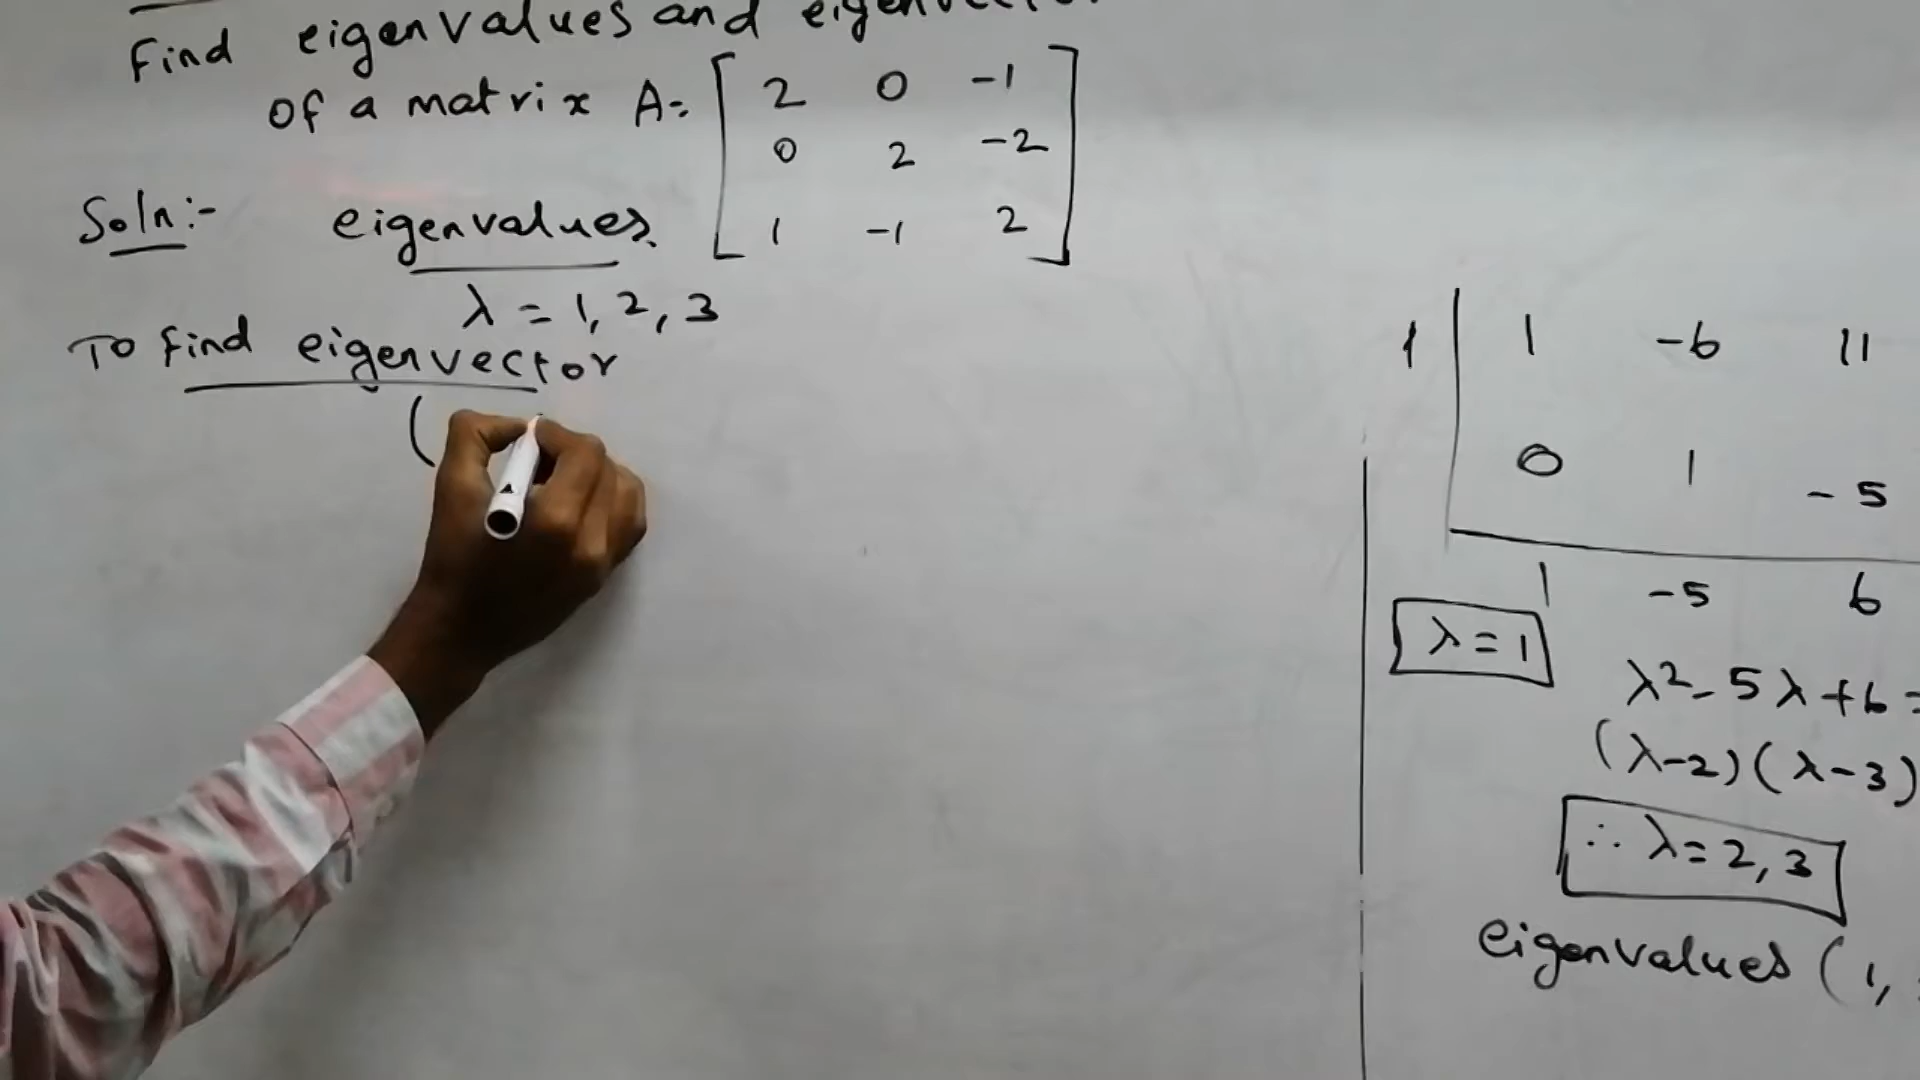 Find eigenvalues and
of a matrix A=
2 0 -1
0 2 -2
1 -1 2
Soln:- eigenvalues
λ = 1, 2, 3
To find eigenvector
(
1 1 -6 11
0 1 -5
1 -5 6
λ = 1
λ² - 5λ + 6 =
(λ-2)(λ-3)
∴ λ = 2, 3
eigenvalues (1,